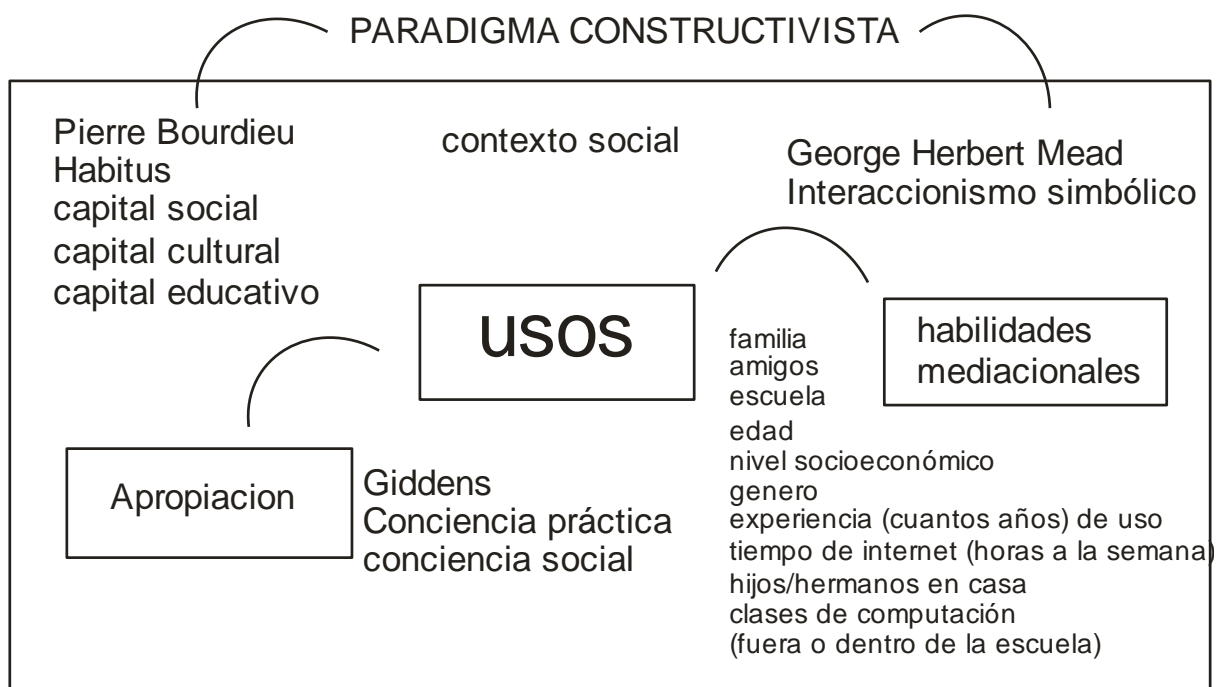 PARADIGMA CONSTRUCTIVISTA
Pierre Bourdieu
Habitus
capital social
capital cultural
capital educativo
contexto social
George Herbert Mead
Interaccionismo simbólico
usos
habilidades
mediacionales
familia
amigos
escuela
edad
nivel socioeconómico
genero
experiencia (cuantos años) de uso
tiempo de internet (horas a la semana)
hijos/hermanos en casa
clases de computación
(fuera o dentro de la escuela)
Apropiacion
Giddens
Conciencia práctica
conciencia social